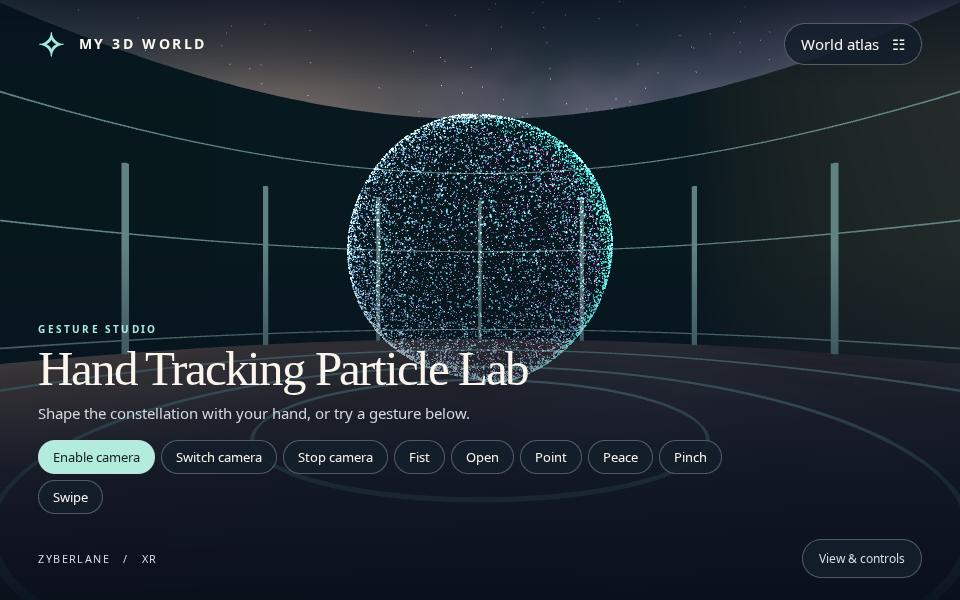 MY 3D WORLD
World atlas
GESTURE STUDIO
Hand Tracking Particle Lab
Shape the constellation with your hand, or try a gesture below.
Enable camera Switch camera Stop camera Fist Open Point Peace Pinch
Swipe
ZYBERLANE / XR
View & controls